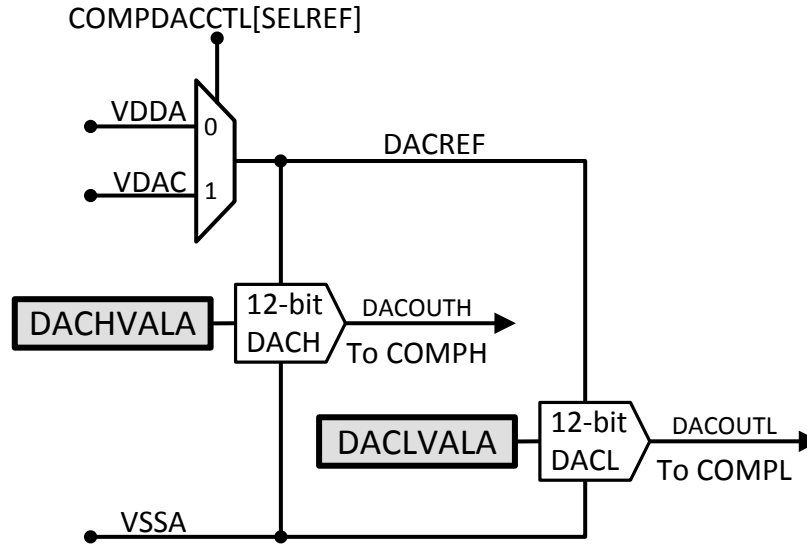 COMPDACCTL[SELREF]
VDDA
0
DACREF
VDAC
1
12-bit
DACH
DACHVALA
DACOUTH
To COMPH
12-bit
DACL
DACLVALA
DACOUTL
To COMPL
VSSA